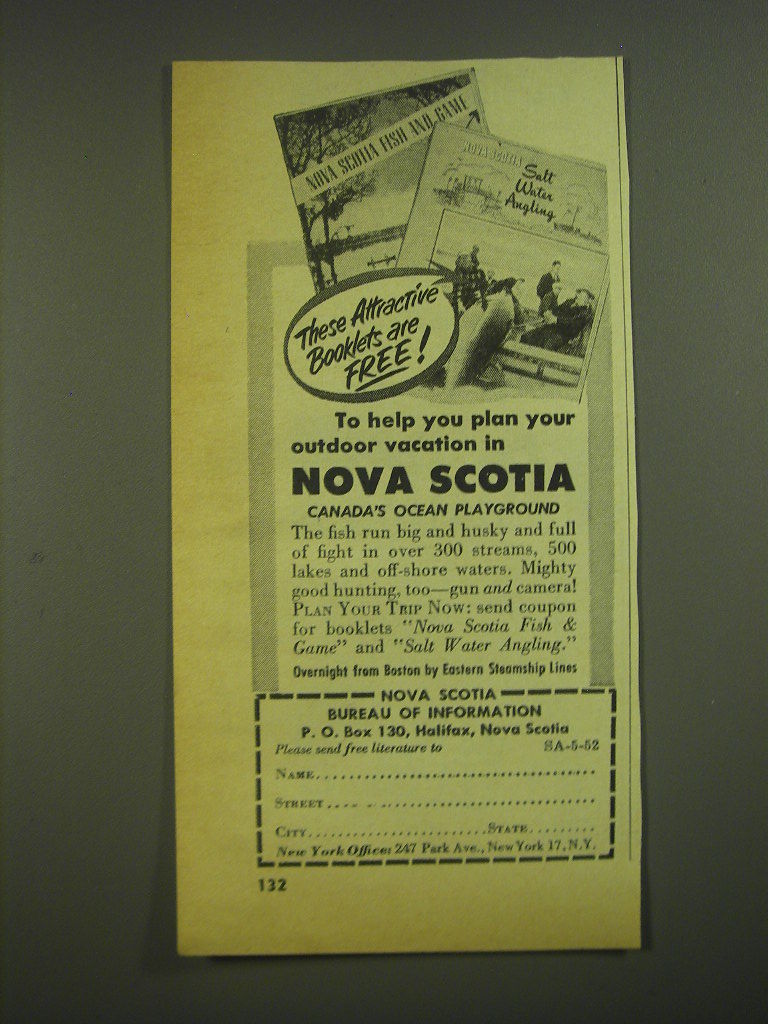 NOVA SCOTIA FISH AND GAME
NOVA SCOTIA
Salt
Water
Angling
These Attractive
Booklets are
FREE!
To help you plan your
outdoor vacation in
NOVA SCOTIA
CANADA'S OCEAN PLAYGROUND
The fish run big and husky and full
of fight in over 300 streams, 500
lakes and off-shore waters. Mighty
good hunting, too—gun and camera!
PLAN YOUR TRIP NOW: send coupon
for booklets "Nova Scotia Fish &
Game" and "Salt Water Angling."
Overnight from Boston by Eastern Steamship Lines
NOVA SCOTIA
BUREAU OF INFORMATION
P. O. Box 130, Halifax, Nova Scotia
Please send free literature to SA-5-52
NAME
STREET
CITY STATE
New York Office: 247 Park Ave., New York 17, N.Y.
132